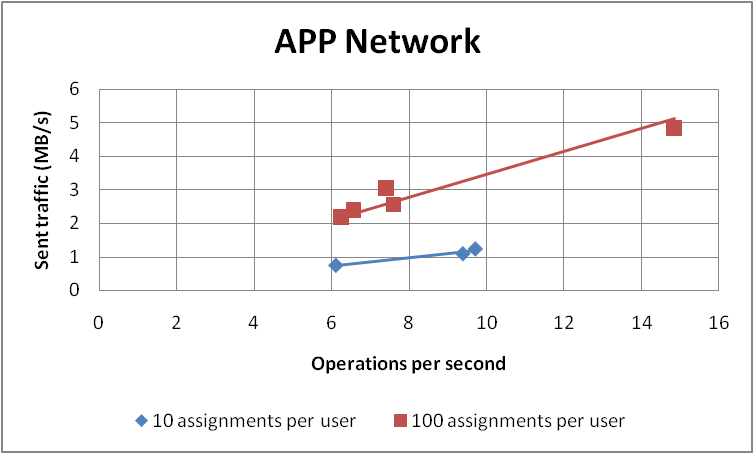 APP Network
Sent traffic (MB/s)
6
5
4
3
2
1
0
0 2 4 6 8 10 12 14 16
Operations per second
10 assignments per user 100 assignments per user